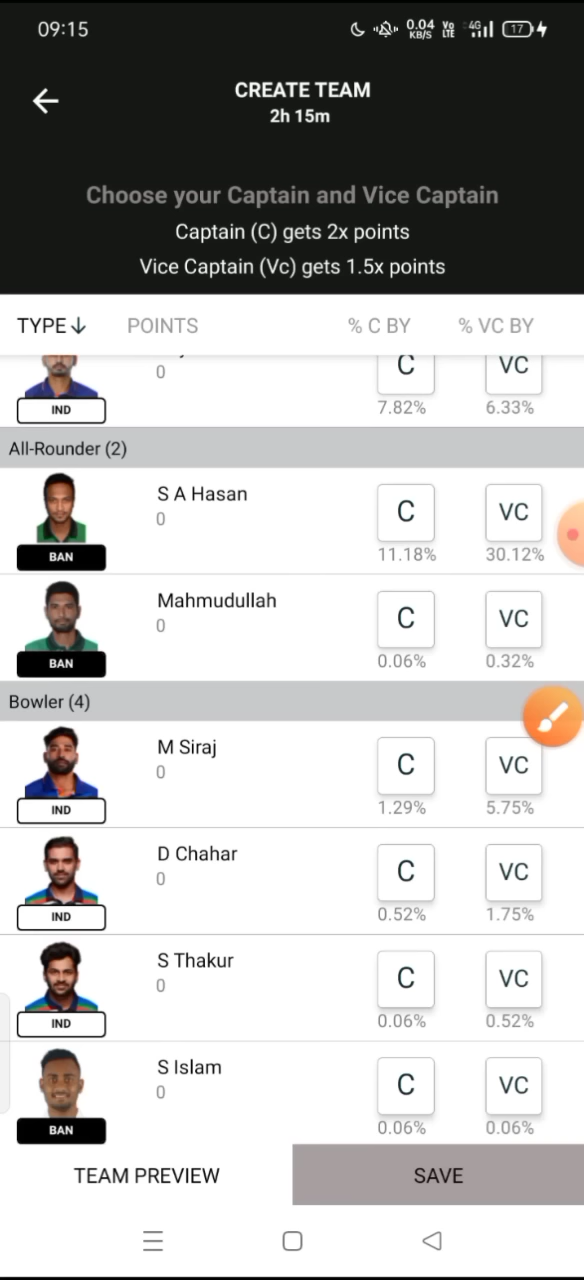 09:15
0.04 KB/S
Vo LTE
4G
17
CREATE TEAM
2h 15m
Choose your Captain and Vice Captain
Captain (C) gets 2x points
Vice Captain (Vc) gets 1.5x points
TYPE↓ POINTS % C BY % VC BY
0 C VC
IND 7.82% 6.33%
All-Rounder (2)
S A Hasan
0 C VC
BAN 11.18% 30.12%
Mahmudullah
0 C VC
BAN 0.06% 0.32%
Bowler (4)
M Siraj
0 C VC
IND 1.29% 5.75%
D Chahar
0 C VC
IND 0.52% 1.75%
S Thakur
0 C VC
IND 0.06% 0.52%
S Islam
0 C VC
BAN 0.06% 0.06%
TEAM PREVIEW SAVE